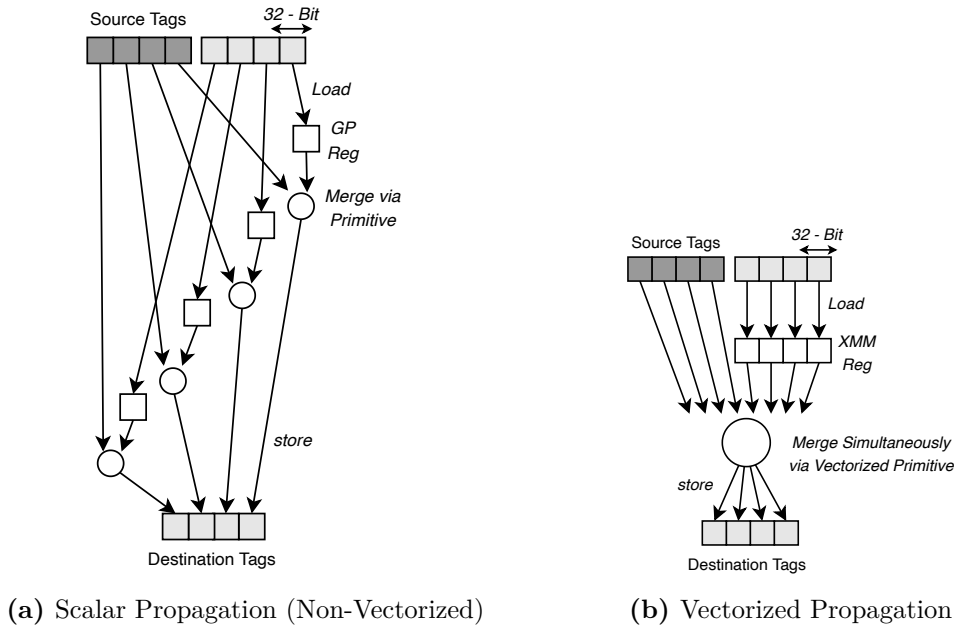 32 - Bit
Source Tags
Load
GP
Reg
Merge via
Primitive
store
Destination Tags
(a) Scalar Propagation (Non-Vectorized)
32 - Bit
Source Tags
Load
XMM
Reg
Merge Simultaneously
via Vectorized Primitive
store
Destination Tags
(b) Vectorized Propagation